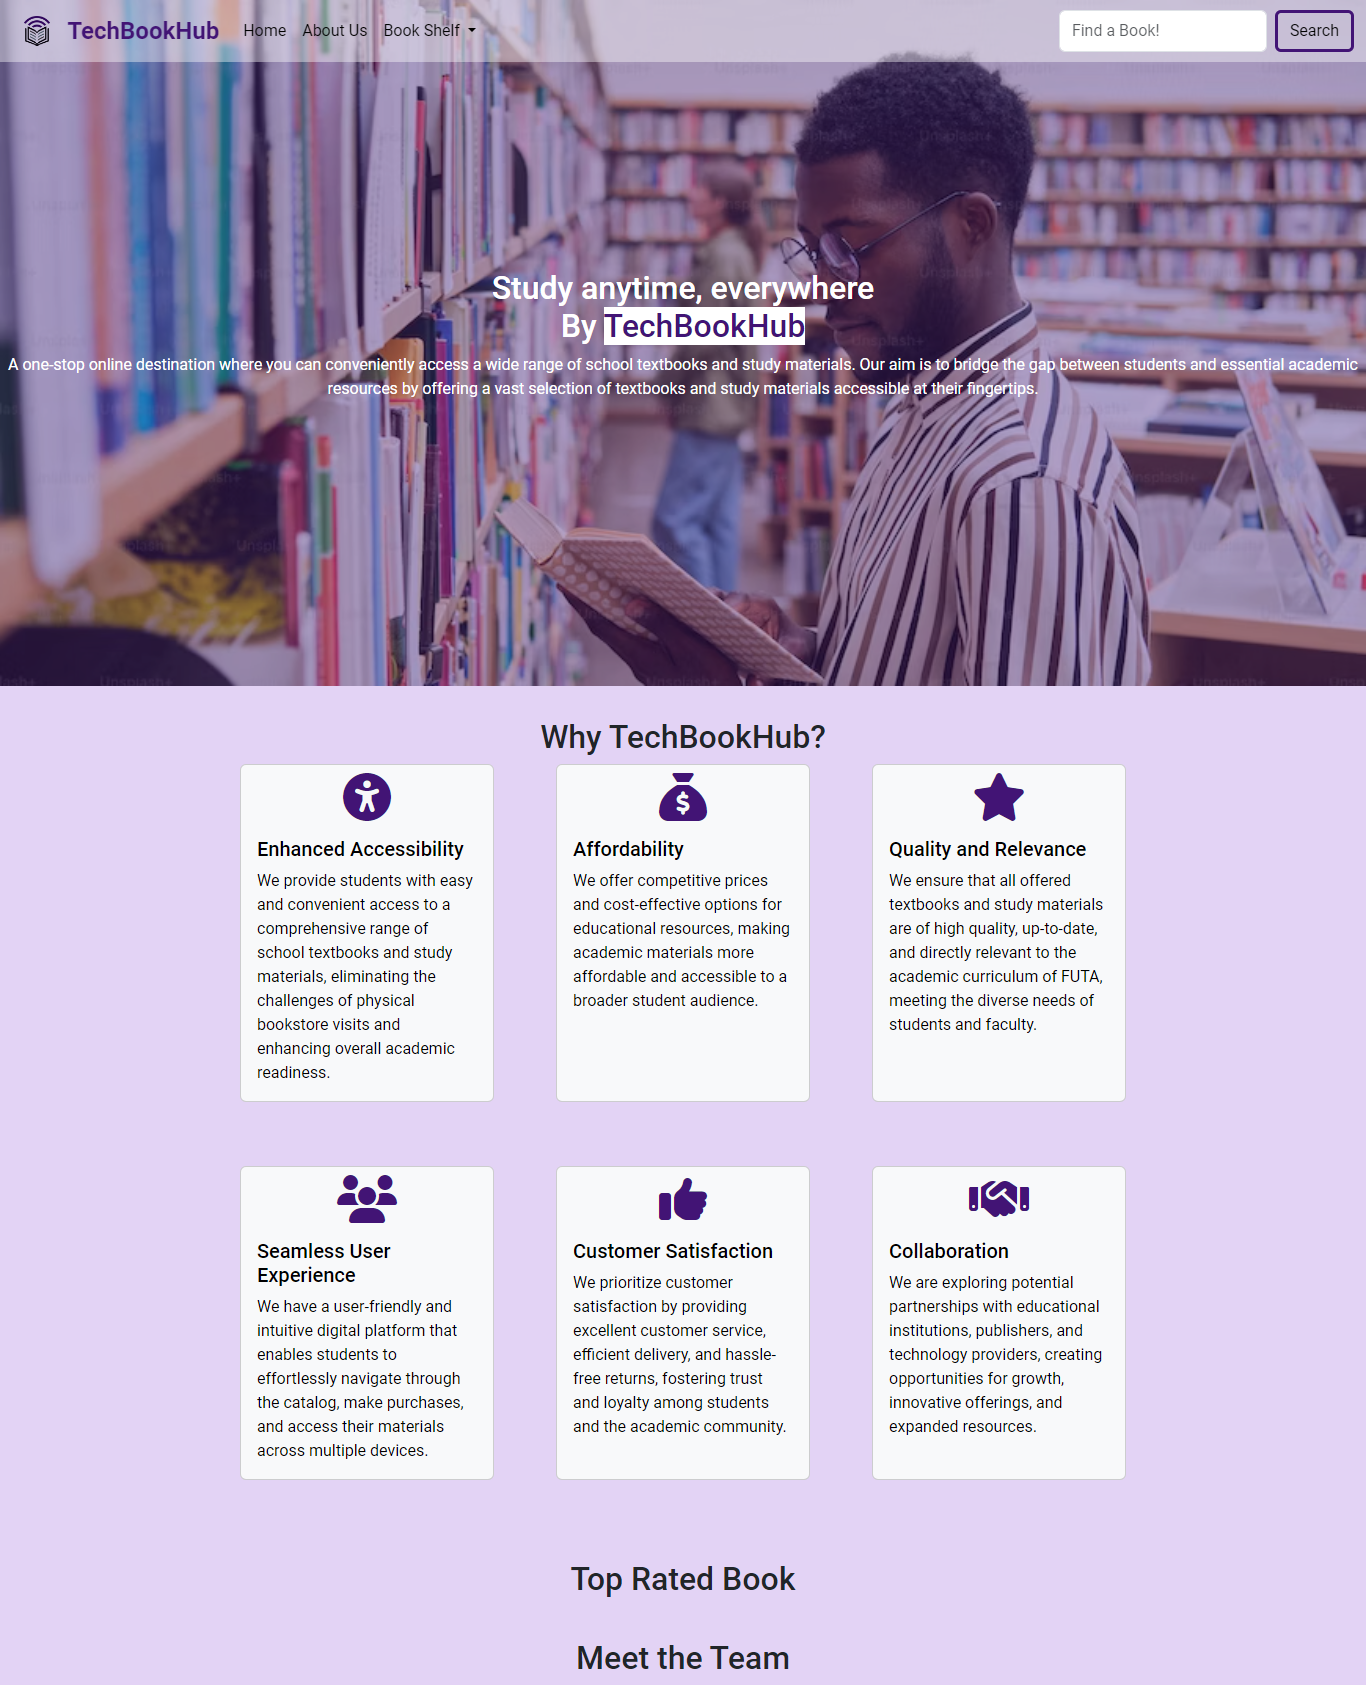 TechBookHub
Home
About Us
Book Shelf
Find a Book!
Search
Study anytime, everywhere
By TechBookHub
A one-stop online destination where you can conveniently access a wide range of school textbooks and study materials. Our aim is to bridge the gap between students and essential academic
resources by offering a vast selection of textbooks and study materials accessible at their fingertips.
Why TechBookHub?
Enhanced Accessibility
We provide students with easy
and convenient access to a
comprehensive range of
school textbooks and study
materials, eliminating the
challenges of physical
bookstore visits and
enhancing overall academic
readiness.
Affordability
We offer competitive prices
and cost-effective options for
educational resources, making
academic materials more
affordable and accessible to a
broader student audience.
Quality and Relevance
We ensure that all offered
textbooks and study materials
are of high quality, up-to-date,
and directly relevant to the
academic curriculum of FUTA,
meeting the diverse needs of
students and faculty.
Seamless User
Experience
We have a user-friendly and
intuitive digital platform that
enables students to
effortlessly navigate through
the catalog, make purchases,
and access their materials
across multiple devices.
Customer Satisfaction
We prioritize customer
satisfaction by providing
excellent customer service,
efficient delivery, and hassle-
free returns, fostering trust
and loyalty among students
and the academic community.
Collaboration
We are exploring potential
partnerships with educational
institutions, publishers, and
technology providers, creating
opportunities for growth,
innovative offerings, and
expanded resources.
Top Rated Book
Meet the Team